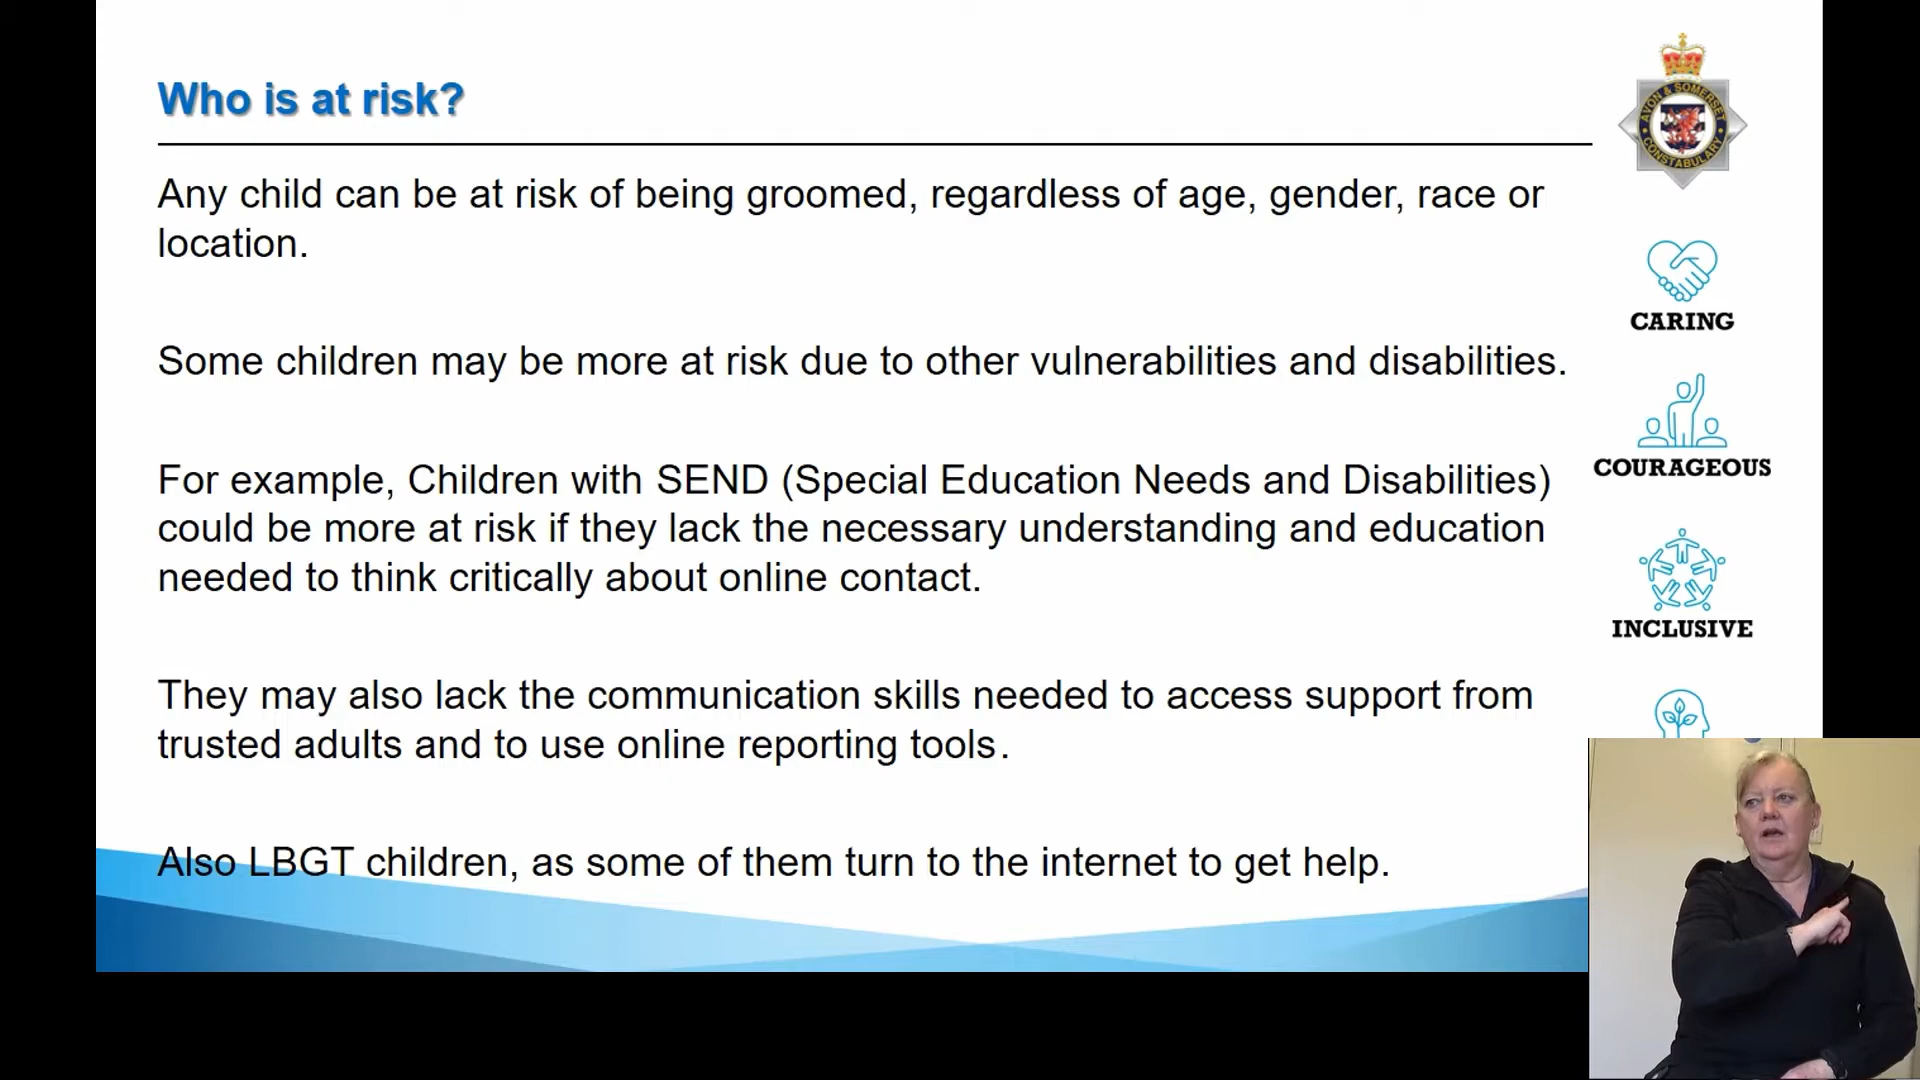 Who is at risk?
Any child can be at risk of being groomed, regardless of age, gender, race or
location.
Some children may be more at risk due to other vulnerabilities and disabilities.
For example, Children with SEND (Special Education Needs and Disabilities)
could be more at risk if they lack the necessary understanding and education
needed to think critically about online contact.
They may also lack the communication skills needed to access support from
trusted adults and to use online reporting tools.
Also LBGT children, as some of them turn to the internet to get help.
AVON & SOMERSET
CONSTABULARY
CARING
COURAGEOUS
INCLUSIVE